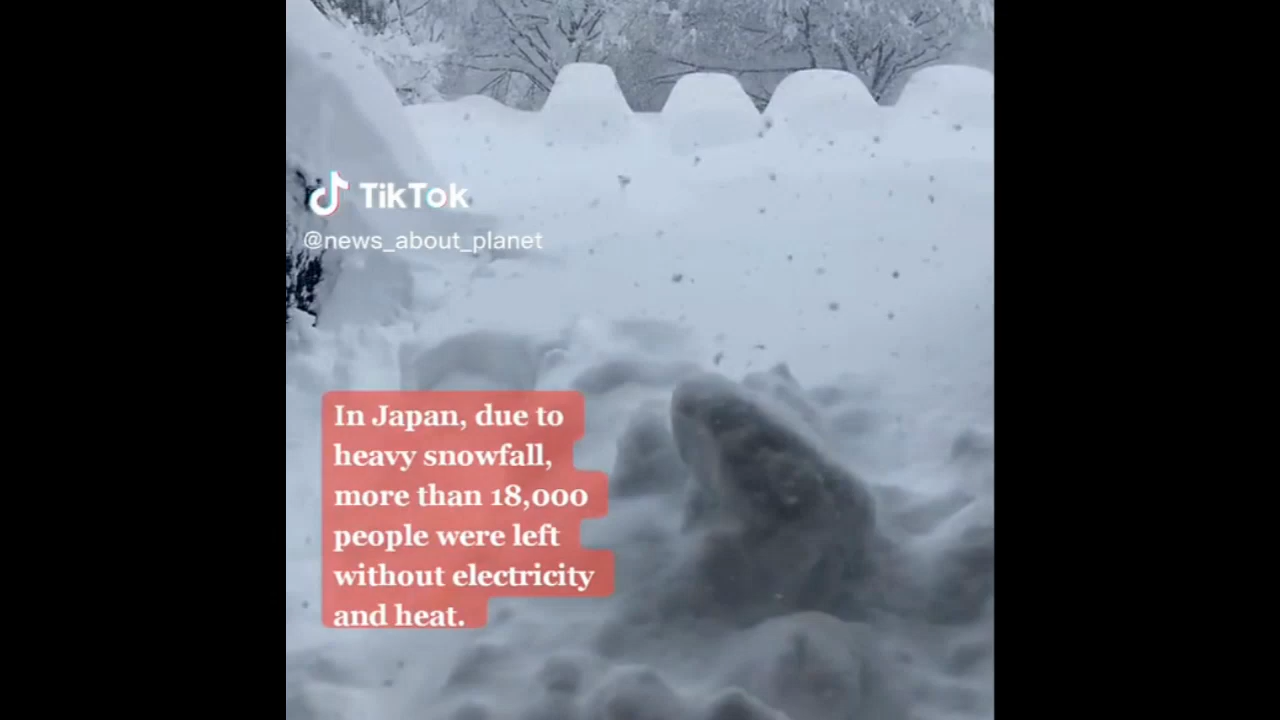 TikTok
@news_about_planet
In Japan, due to
heavy snowfall,
more than 18,000
people were left
without electricity
and heat.